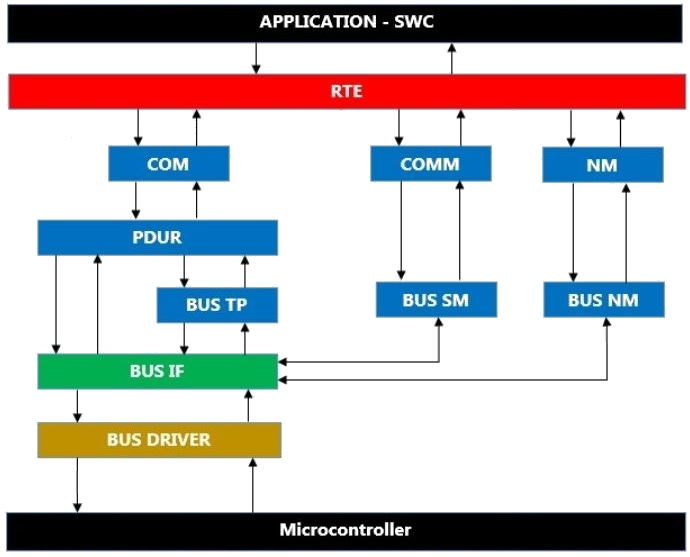 APPLICATION - SWC
RTE
COM
COMM
NM
PDUR
BUS TP
BUS SM
BUS NM
BUS IF
BUS DRIVER
Microcontroller